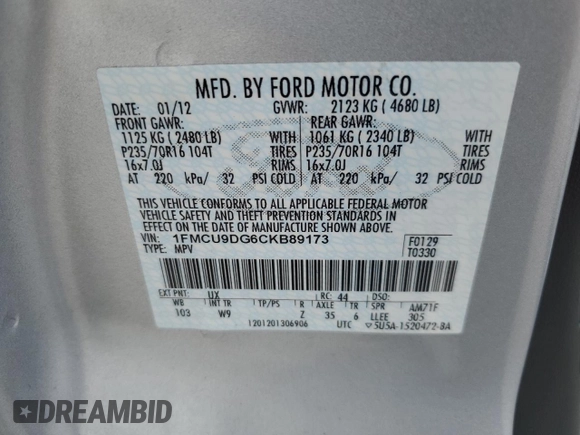 MFD. BY FORD MOTOR CO.
DATE: 01/12 GVWR: 2123 KG ( 4680 LB)
FRONT GAWR: REAR GAWR:
1125 KG ( 2480 LB) WITH 1061 KG ( 2340 LB) WITH
P235/70R16 104T TIRES P235/70R16 104T TIRES
16x7.0J RIMS 16x7.0J RIMS
AT 220 kPa/ 32 PSI COLD AT 220 kPa/ 32 PSI COLD
THIS VEHICLE CONFORMS TO ALL APPLICABLE FEDERAL MOTOR
VEHICLE SAFETY AND THEFT PREVENTION STANDARDS IN
EFFECT ON THE DATE OF MANUFACTURE SHOWN ABOVE.
VIN: 1FMCU9DG6CKB89173 F0129
TYPE: MPV T0330
EXT PNT: UX RC: 44 DSO:
WB INT TR TP/PS R AXLE TR SPR AM71F
103 W9 Z 35 6 LLEE 305
1201201306906 UTC ▽5U5A-1520472-BA
DREAMBID